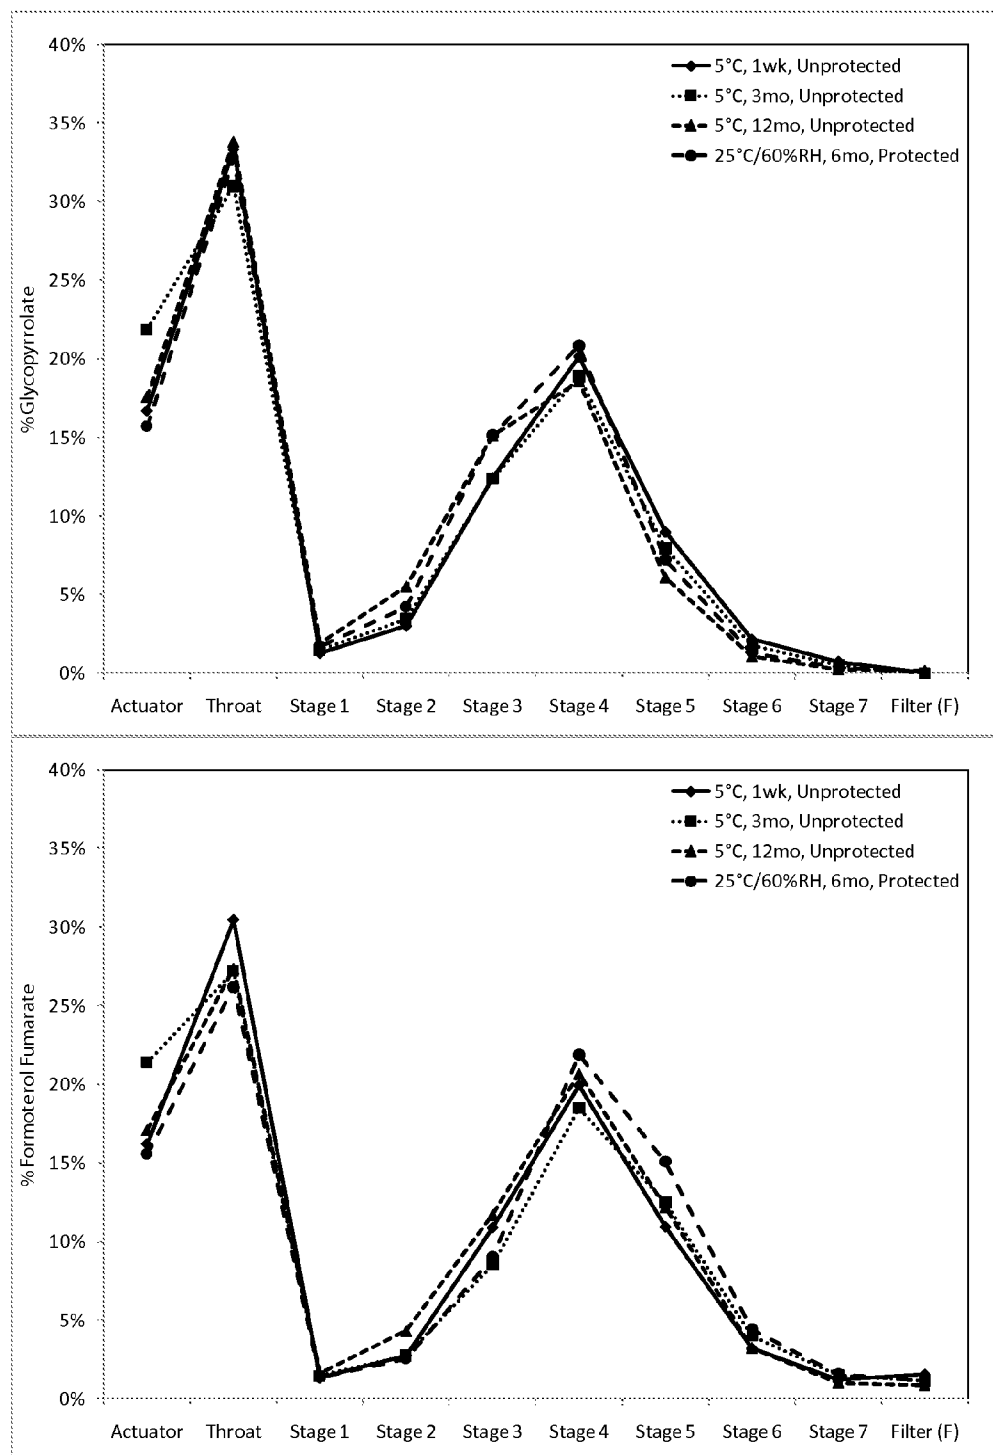 40%
5°C, 1wk, Unprotected
5°C, 3mo, Unprotected
5°C, 12mo, Unprotected
25°C/60%RH, 6mo, Protected
35%
30%
25%
20%
15%
10%
5%
0%
%Glycopyrrolate
Actuator Throat Stage 1 Stage 2 Stage 3 Stage 4 Stage 5 Stage 6 Stage 7 Filter (F)
40%
5°C, 1wk, Unprotected
5°C, 3mo, Unprotected
5°C, 12mo, Unprotected
25°C/60%RH, 6mo, Protected
35%
30%
25%
20%
15%
10%
5%
0%
%Formoterol Fumarate
Actuator Throat Stage 1 Stage 2 Stage 3 Stage 4 Stage 5 Stage 6 Stage 7 Filter (F)